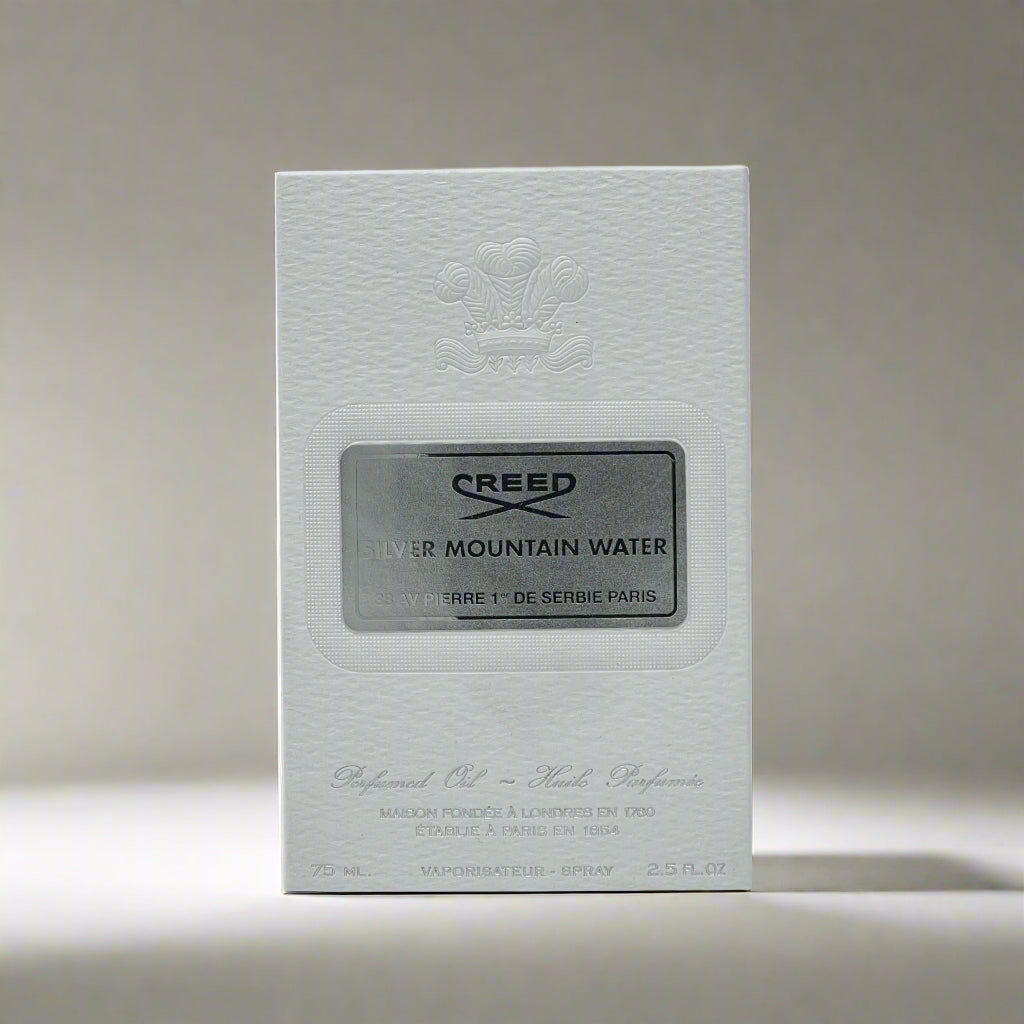 CREED
SILVER MOUNTAIN WATER
AV PIERRE 1er DE SERBIE PARIS
Perfumed Oil ~ Huile Parfumée
MAISON FONDÉE À LONDRES EN 1760
ÉTABLIE À PARIS EN 1854
75 ML.
VAPORISATEUR - SPRAY
2.5 FL.OZ